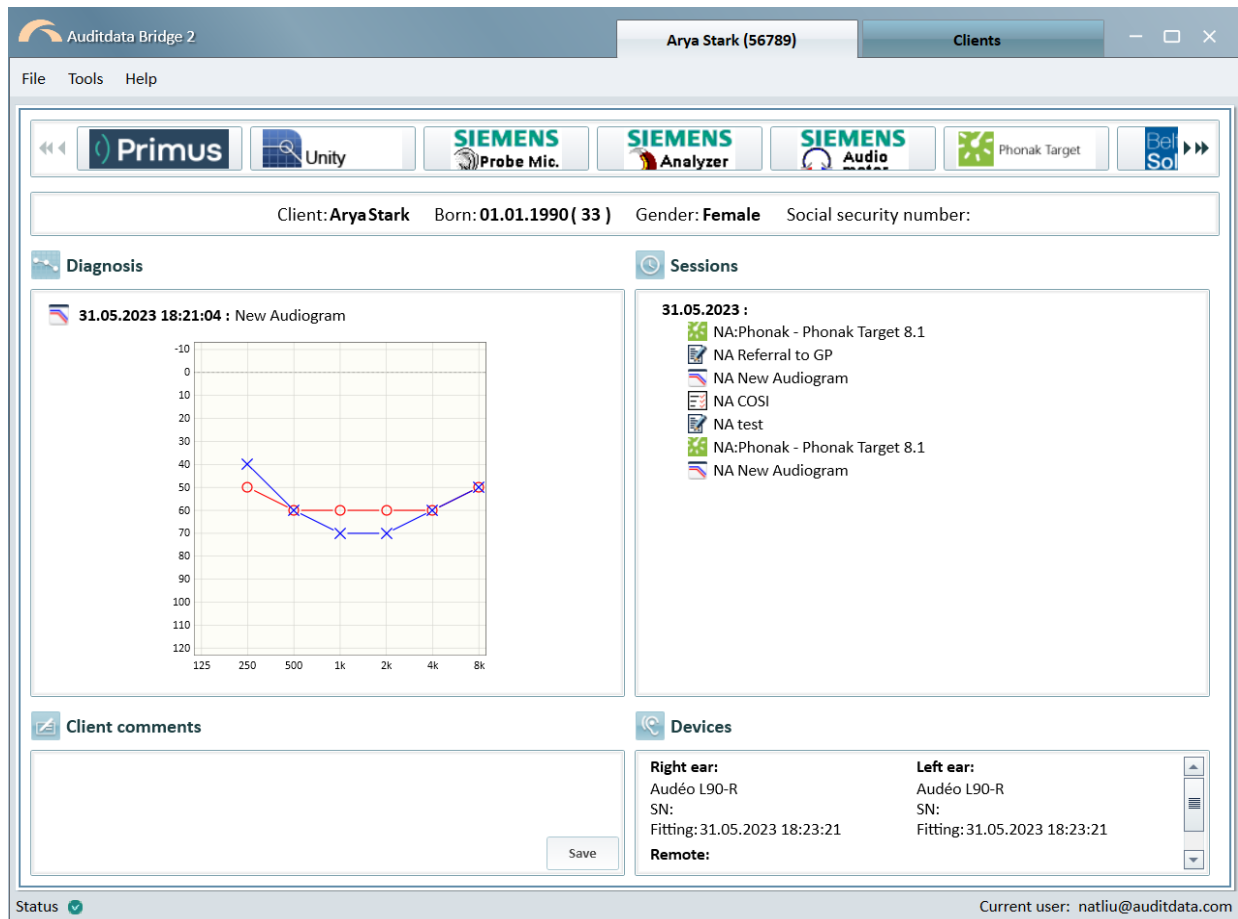 Auditdata Bridge 2
Arya Stark (56789)
Clients
File Tools Help
Primus
Unity
SIEMENS
Probe Mic.
SIEMENS
Analyzer
SIEMENS
Audio
Phonak Target
Bel
Sol
Client: Arya Stark Born: 01.01.1990 ( 33 ) Gender: Female Social security number:
Diagnosis
31.05.2023 18:21:04 : New Audiogram
-10
0
10
20
30
40
50
60
70
80
90
100
110
120
125 250 500 1k 2k 4k 8k
Sessions
31.05.2023 :
NA:Phonak - Phonak Target 8.1
NA Referral to GP
NA New Audiogram
NA COSI
NA test
NA:Phonak - Phonak Target 8.1
NA New Audiogram
Client comments
Save
Devices
Right ear:
Audéo L90-R
SN:
Fitting: 31.05.2023 18:23:21
Remote:
Left ear:
Audéo L90-R
SN:
Fitting: 31.05.2023 18:23:21
Status
Current user: natliu@auditdata.com